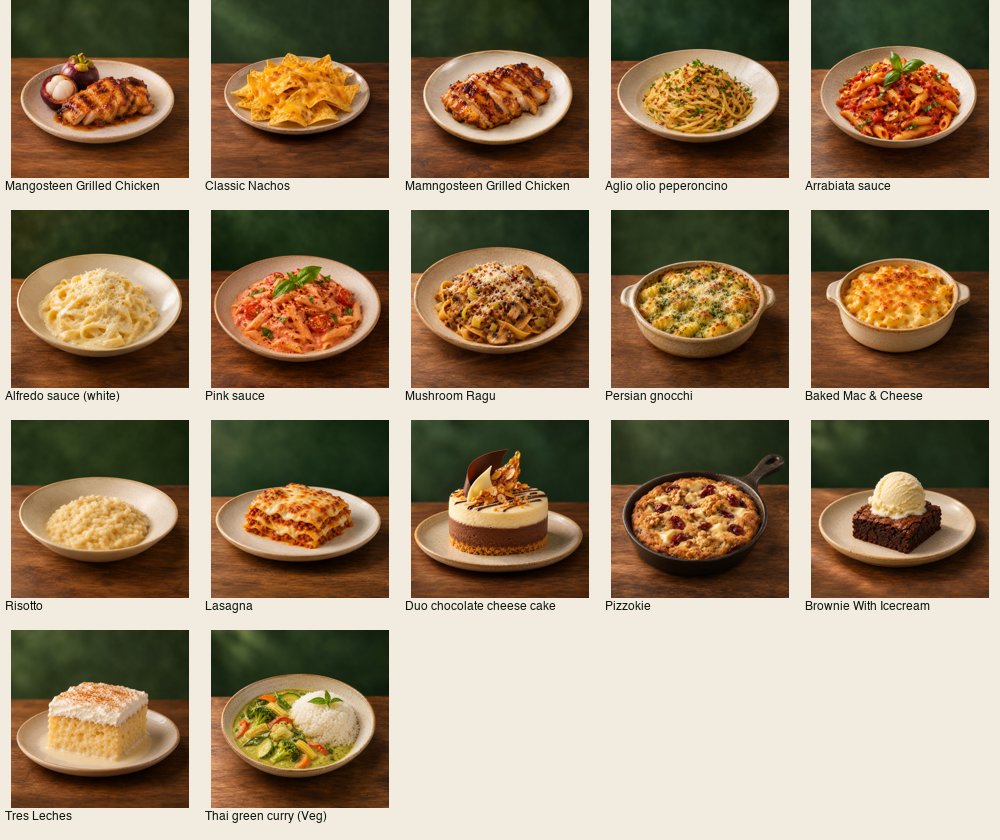 Mangosteen Grilled Chicken
Classic Nachos
Mamngosteen Grilled Chicken
Aglio olio peperoncino
Arrabiata sauce
Alfredo sauce (white)
Pink sauce
Mushroom Ragu
Persian gnocchi
Baked Mac & Cheese
Risotto
Lasagna
Duo chocolate cheese cake
Pizzokie
Brownie With Icecream
Tres Leches
Thai green curry (Veg)